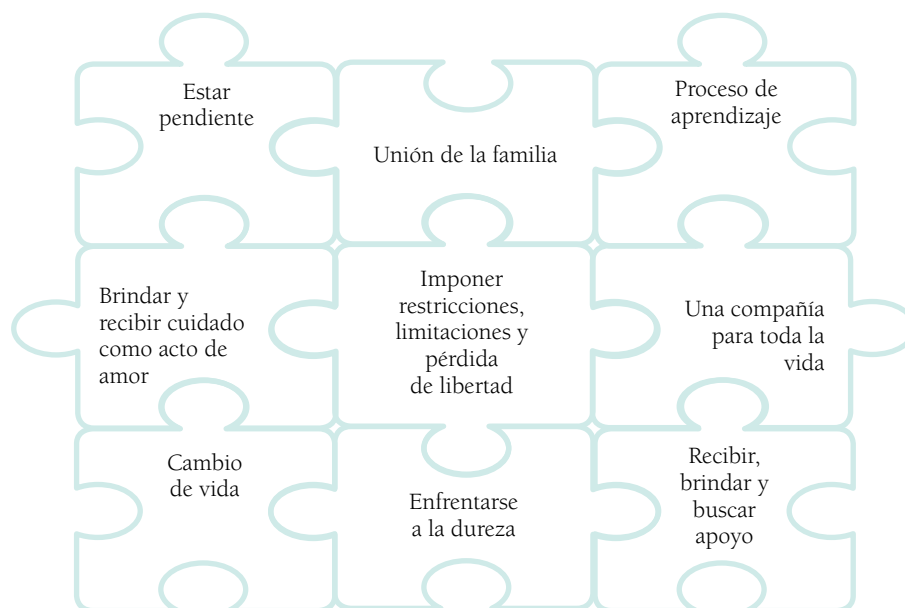 Estar
pendiente
Unión de la familia
Proceso de
aprendizaje
Brindar y
recibir cuidado
como acto de
amor
Imponer
restricciones,
limitaciones y
pérdida
de libertad
Una compañía
para toda la
vida
Cambio
de vida
Enfrentarse
a la dureza
Recibir,
brindar y
buscar
apoyo